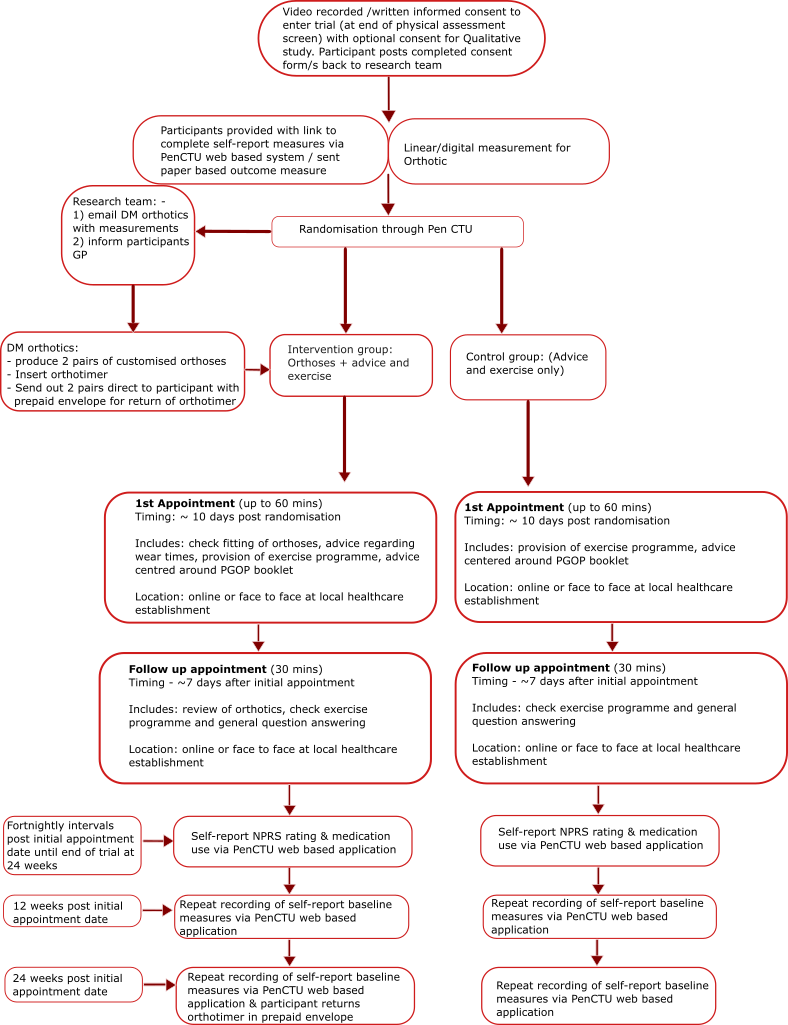 Video recorded /written informed consent to
enter trial (at end of physical assessment
screen) with optional consent for Qualitative
study. Participant posts completed consent
form/s back to research team
Participants provided with link to
complete self-report measures via
PenCTU web based system / sent
paper based outcome measure
Linear/digital measurement for
Orthotic
Research team: -
1) email DM orthotics
with measurements
2) inform participants
GP
Randomisation through Pen CTU
DM orthotics:
- produce 2 pairs of customised orthoses
- Insert orthotimer
- Send out 2 pairs direct to participant with
prepaid envelope for return of orthotimer
Intervention group:
Orthoses + advice and
exercise
Control group: (Advice
and exercise only)
1st Appointment (up to 60 mins)
Timing: ~ 10 days post randomisation
Includes: check fitting of orthoses, advice regarding
wear times, provision of exercise programme, advice
centred around PGOP booklet
Location: online or face to face at local healthcare
establishment
1st Appointment (up to 60 mins)
Timing: ~ 10 days post randomisation
Includes: provision of exercise programme, advice
centered around PGOP booklet
Location: online or face to face at local healthcare
establishment
Follow up appointment (30 mins)
Timing - ~7 days after initial appointment
Includes: review of orthotics, check exercise
programme and general question answering
Location: online or face to face at local healthcare
establishment
Follow up appointment (30 mins)
Timing - ~7 days after initial appointment
Includes: check exercise programme and general
question answering
Location: online or face to face at local healthcare
establishment
Fortnightly intervals
post initial appointment
date until end of trial at
24 weeks
Self-report NPRS rating & medication
use via PenCTU web based application
Self-report NPRS rating & medication
use via PenCTU web based application
12 weeks post initial
appointment date
Repeat recording of self-report baseline
measures via PenCTU web based
application
Repeat recording of self-report baseline
measures via PenCTU web based
application
24 weeks post initial
appointment date
Repeat recording of self-report baseline
measures via PenCTU web based
application & participant returns
orthotimer in prepaid envelope
Repeat recording of self-report baseline
measures via PenCTU web based
application